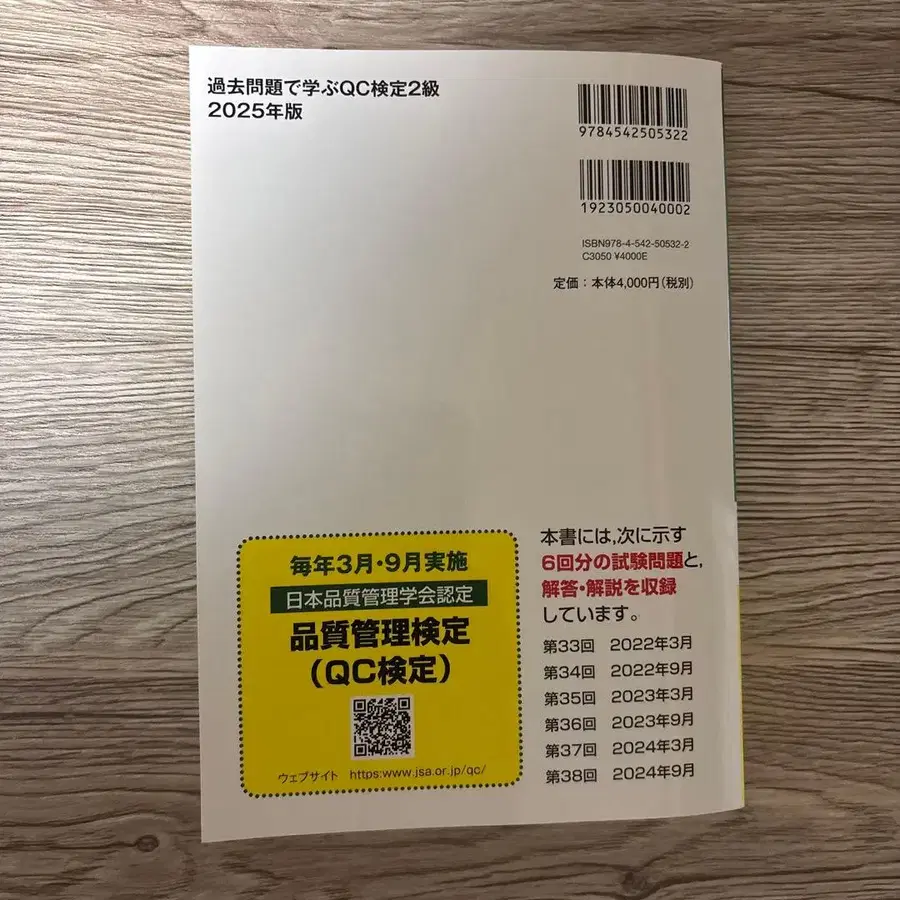 過去問題で学ぶQC検定2級
2025年版
9784542505322
1923050040002
ISBN978-4-542-50532-2
C3050 ¥4000E
定価：本体4,000円(税別)
毎年3月・9月実施
日本品質管理学会認定
品質管理検定
(QC検定)
ウェブサイト https:www.jsa.or.jp/qc/
本書には,次に示す
6回分の試験問題と,
解答・解説を収録
しています。
第33回 2022年3月
第34回 2022年9月
第35回 2023年3月
第36回 2023年9月
第37回 2024年3月
第38回 2024年9月